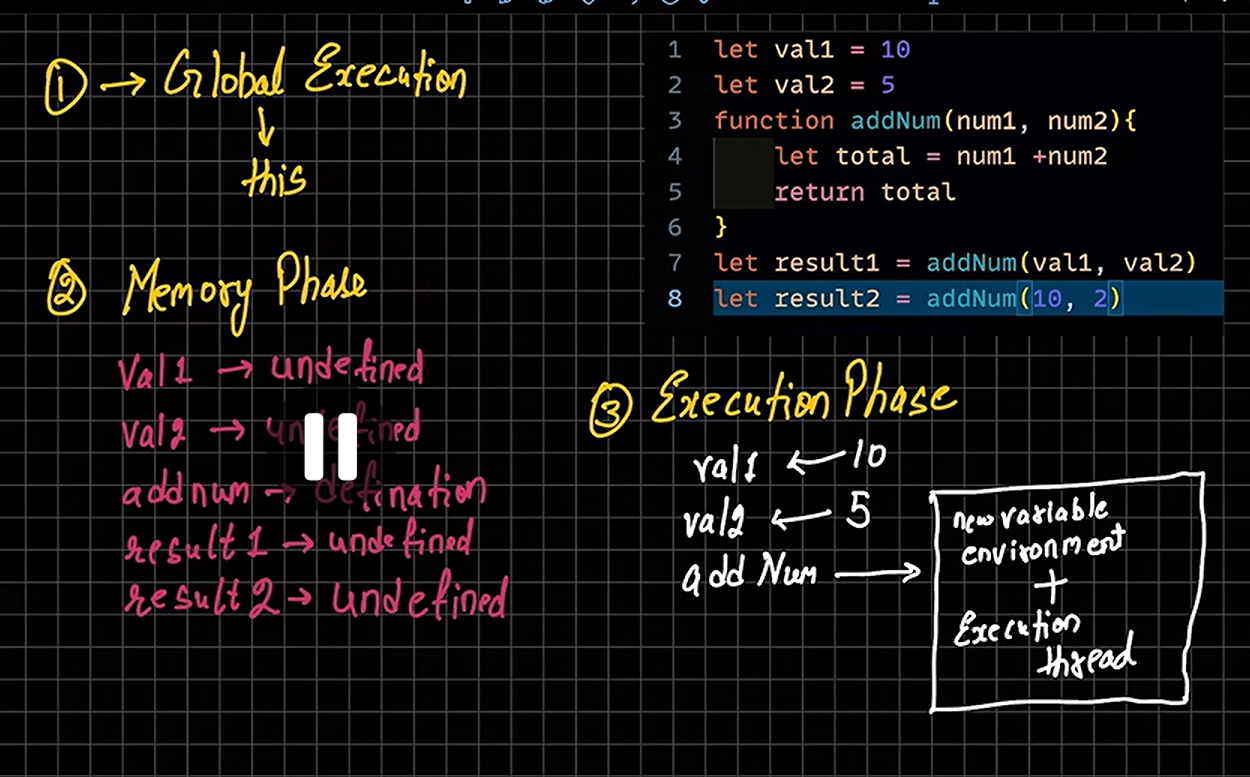 ① → Global Execution
↓
this
② Memory Phase
Val1 → undefined
val2 → undefined
addnum → defination
result1 → undefined
result2 → undefined
1 let val1 = 10
2 let val2 = 5
3 function addNum(num1, num2){
4 let total = num1 +num2
5 return total
6 }
7 let result1 = addNum(val1, val2)
8 let result2 = addNum(10, 2)
③ Execution Phase
val1 ← 10
val2 ← 5
addNum →
new variable
environment
+
Execution
thread